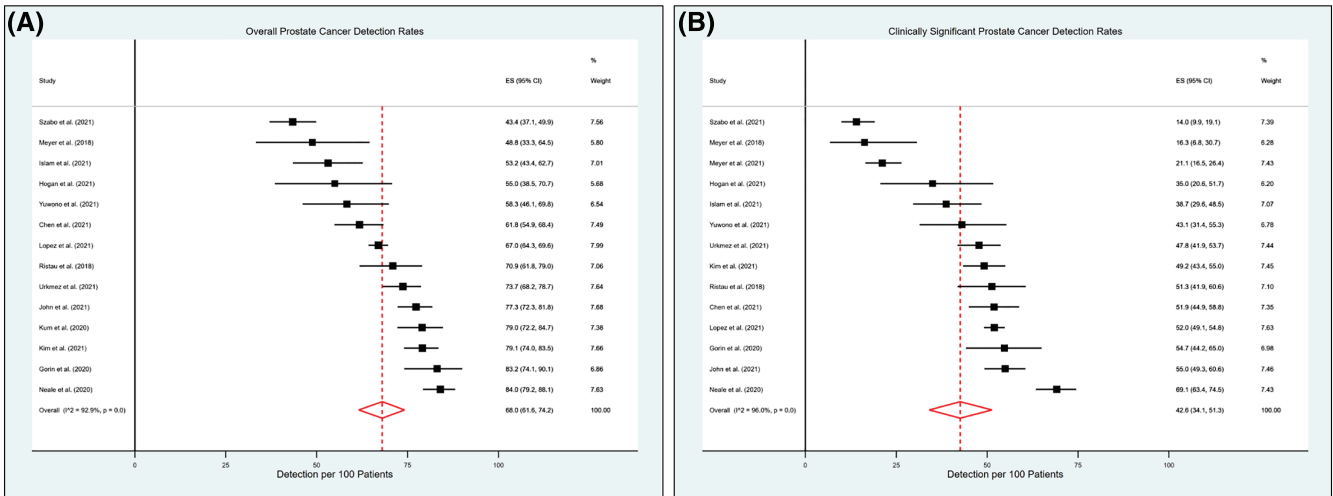 (A)
Overall Prostate Cancer Detection Rates
%
Study ES (95% CI) Weight
Szabo et al. (2021) 43.4 (37.1, 49.9) 7.56
Meyer et al. (2018) 48.8 (33.3, 64.5) 5.80
Islam et al. (2021) 53.2 (43.4, 62.7) 7.01
Hogan et al. (2021) 55.0 (38.5, 70.7) 5.68
Yuwono et al. (2021) 58.3 (46.1, 69.8) 6.54
Chen et al. (2021) 61.8 (54.9, 68.4) 7.49
Lopez et al. (2021) 67.0 (64.3, 69.6) 7.99
Ristau et al. (2018) 70.9 (61.8, 79.0) 7.06
Urkmez et al. (2021) 73.7 (68.2, 78.7) 7.64
John et al. (2021) 77.3 (72.3, 81.8) 7.68
Kum et al. (2020) 79.0 (72.2, 84.7) 7.38
Kim et al. (2021) 79.1 (74.0, 83.5) 7.66
Gorin et al. (2020) 83.2 (74.1, 90.1) 6.86
Neale et al. (2020) 84.0 (79.2, 88.1) 7.63
Overall (I^2 = 92.9%, p = 0.0) 68.0 (61.6, 74.2) 100.00
0 25 50 75 100
Detection per 100 Patients
(B)
Clinically Significant Prostate Cancer Detection Rates
%
Study ES (95% CI) Weight
Szabo et al. (2021) 14.0 (9.9, 19.1) 7.39
Meyer et al. (2018) 16.3 (6.8, 30.7) 6.28
Meyer et al. (2021) 21.1 (16.5, 26.4) 7.43
Hogan et al. (2021) 35.0 (20.6, 51.7) 6.20
Islam et al. (2021) 38.7 (29.6, 48.5) 7.07
Yuwono et al. (2021) 43.1 (31.4, 55.3) 6.78
Urkmez et al. (2021) 47.8 (41.9, 53.7) 7.44
Kim et al. (2021) 49.2 (43.4, 55.0) 7.45
Ristau et al. (2018) 51.3 (41.9, 60.6) 7.10
Chen et al. (2021) 51.9 (44.9, 58.8) 7.35
Lopez et al. (2021) 52.0 (49.1, 54.8) 7.63
Gorin et al. (2020) 54.7 (44.2, 65.0) 6.98
John et al. (2021) 55.0 (49.3, 60.6) 7.46
Neale et al. (2020) 69.1 (63.4, 74.5) 7.43
Overall (I^2 = 96.0%, p = 0.0) 42.6 (34.1, 51.3) 100.00
0 25 50 75 100
Detection per 100 Patients